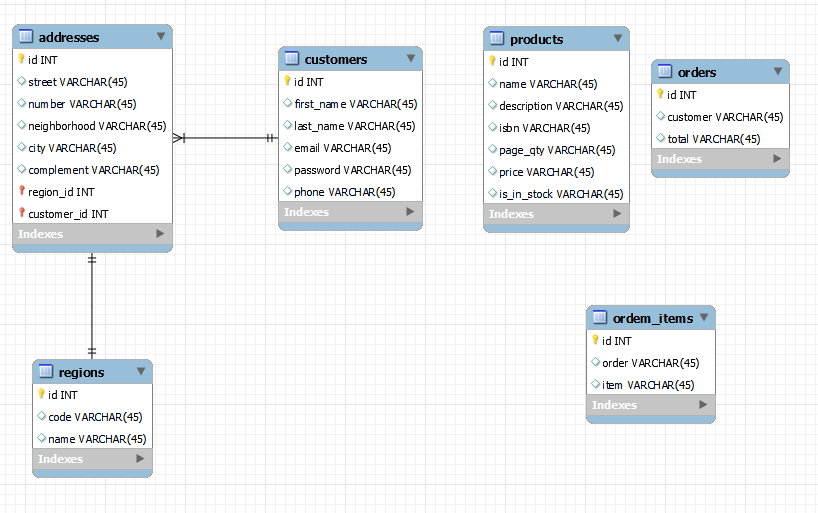 addresses
id INT
street VARCHAR(45)
number VARCHAR(45)
neighborhood VARCHAR(45)
city VARCHAR(45)
complement VARCHAR(45)
region_id INT
customer_id INT
Indexes
customers
id INT
first_name VARCHAR(45)
last_name VARCHAR(45)
email VARCHAR(45)
password VARCHAR(45)
phone VARCHAR(45)
Indexes
products
id INT
name VARCHAR(45)
description VARCHAR(45)
isbn VARCHAR(45)
page_qty VARCHAR(45)
price VARCHAR(45)
is_in_stock VARCHAR(45)
Indexes
orders
id INT
customer VARCHAR(45)
total VARCHAR(45)
Indexes
regions
id INT
code VARCHAR(45)
name VARCHAR(45)
Indexes
ordem_items
id INT
order VARCHAR(45)
item VARCHAR(45)
Indexes